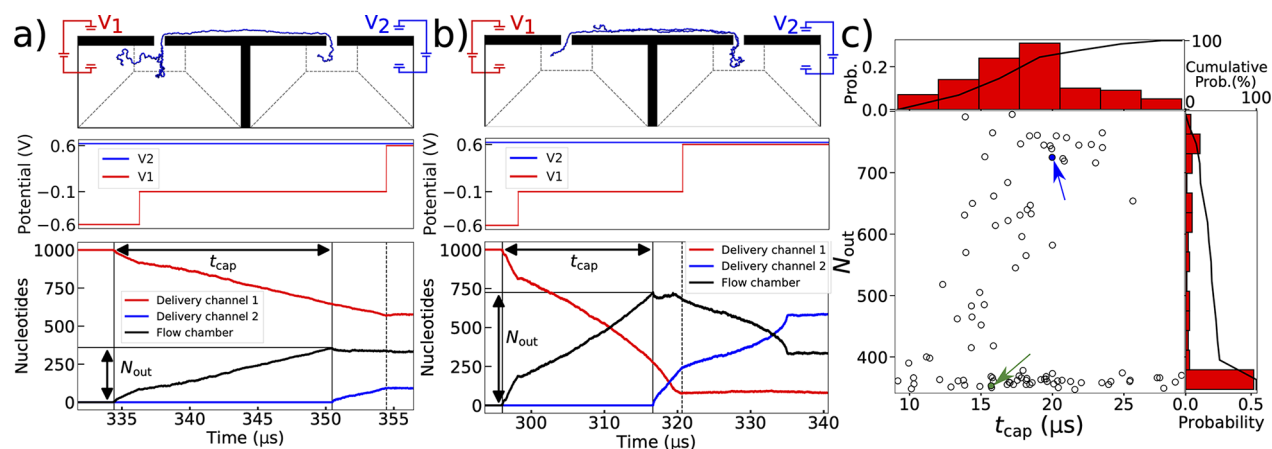 a)
V1
V2
Potential (V)
0.6
−0.1
−0.6
V2
V1
Nucleotides
1000
750
500
250
0
tcap
Delivery channel 1
Delivery channel 2
Flow chamber
Nout
335
340
345
350
355
Time (μs)
b)
V1
V2
Potential (V)
0.6
−0.1
−0.6
V2
V1
Nucleotides
1000
750
500
250
0
tcap
Delivery channel 1
Delivery channel 2
Flow chamber
Nout
300
310
320
330
340
Time (μs)
c)
Prob.
0.2
0.0
100
Cumulative
Prob.(%)
0 100
Nout
700
600
500
400
10 15 20 25
tcap (μs)
0.0 0.5
Probability